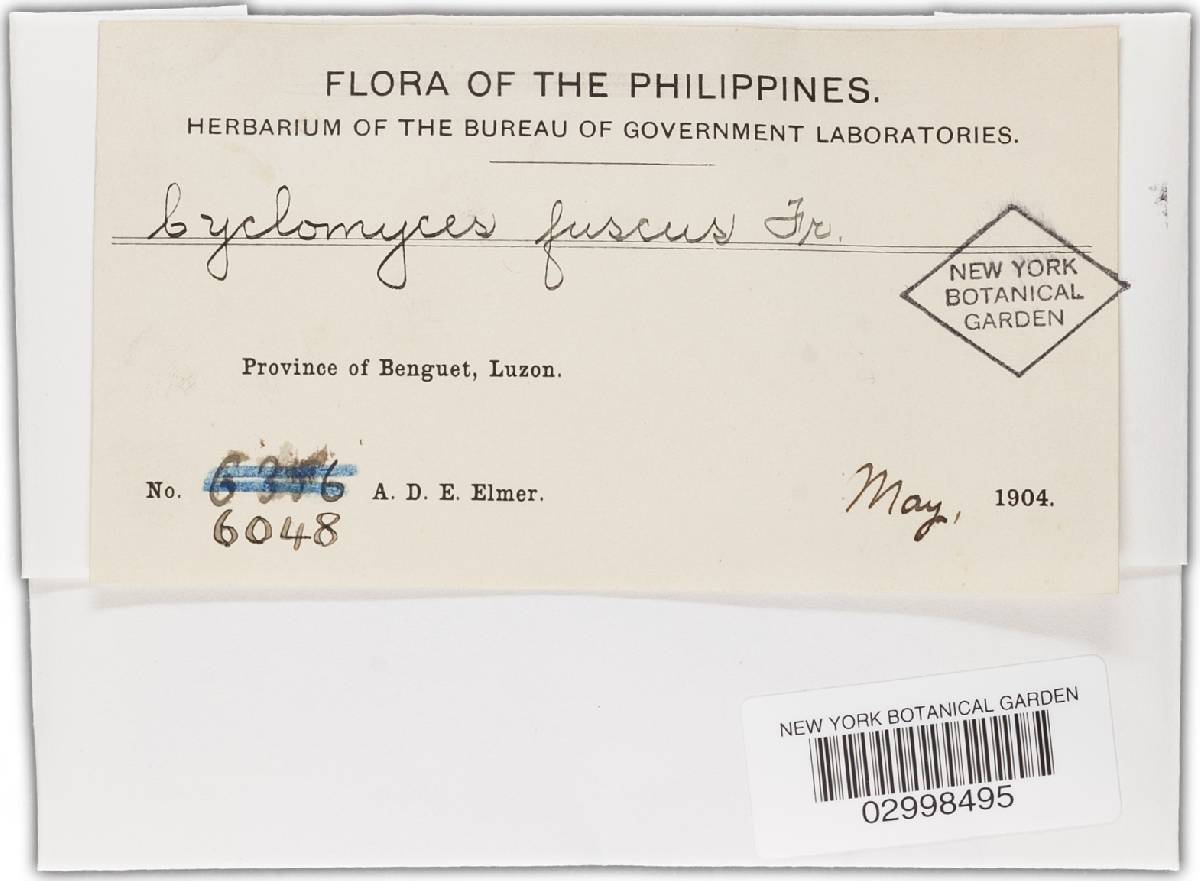 FLORA OF THE PHILIPPINES.
HERBARIUM OF THE BUREAU OF GOVERNMENT LABORATORIES.
Cyclomyces fuscus Fr.
NEW YORK
BOTANICAL
GARDEN
Province of Benguet, Luzon.
No. A. D. E. Elmer. May, 1904.
6048
NEW YORK BOTANICAL GARDEN
02998495